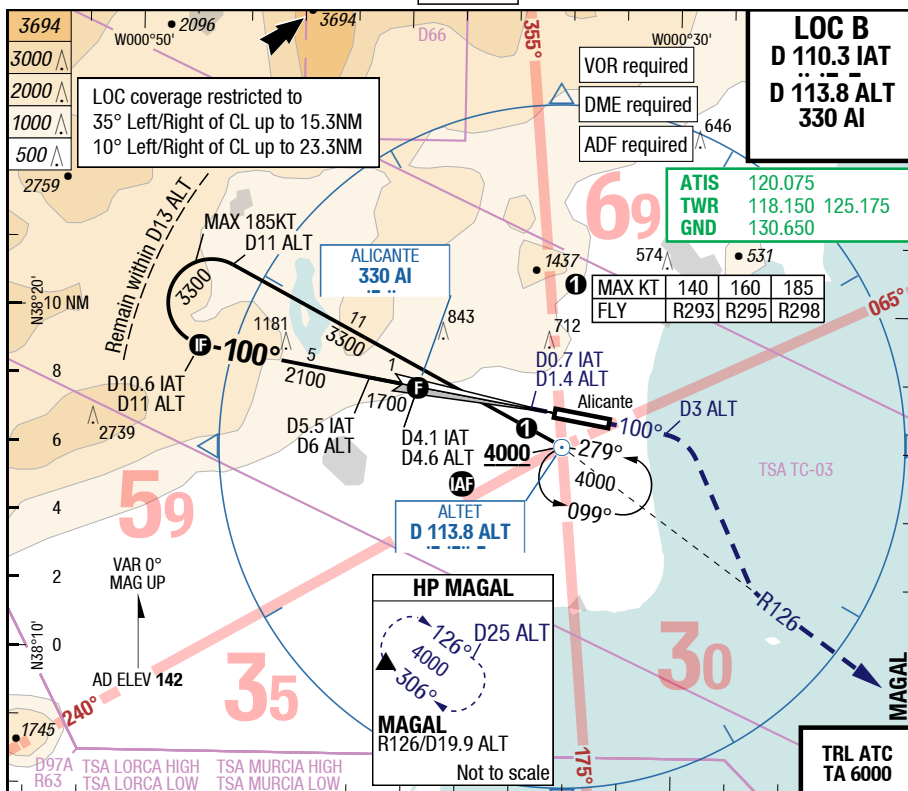 3694
3000
2000
1000
500
2759
W000°50'
2096
3694
D66
355°
W000°30'
LOC B
D 110.3 IAT
D 113.8 ALT
330 AI
LOC coverage restricted to
35° Left/Right of CL up to 15.3NM
10° Left/Right of CL up to 23.3NM
VOR required
DME required
ADF required
646
ATIS 120.075
TWR 118.150 125.175
GND 130.650
69
Remain within D13 ALT
MAX 185KT
D11 ALT
ALICANTE
330 AI
1437
574
531
1
MAX KT 140 160 185
FLY R293 R295 R298
N38°20'
10 NM
3300
1181
11
3300
843
712
065°
IF
100°
5
2100
1
F
D0.7 IAT
D1.4 ALT
8
D10.6 IAT
D11 ALT
1700
Alicante
D5.5 IAT
D6 ALT
D4.1 IAT
D4.6 ALT
1
100°
D3 ALT
2739
6
4000
279°
4000
099°
TSA TC-03
IAF
59
4
ALTET
D 113.8 ALT
VAR 0°
MAG UP
2
HP MAGAL
R126
N38°10'
0
126°
D25 ALT
4000
306°
30
AD ELEV 142
35
MAGAL
240°
1745
MAGAL
R126/D19.9 ALT
Not to scale
175°
D97A
R63
TSA LORCA HIGH
TSA LORCA LOW
TSA MURCIA HIGH
TSA MURCIA LOW
TRL ATC
TA 6000